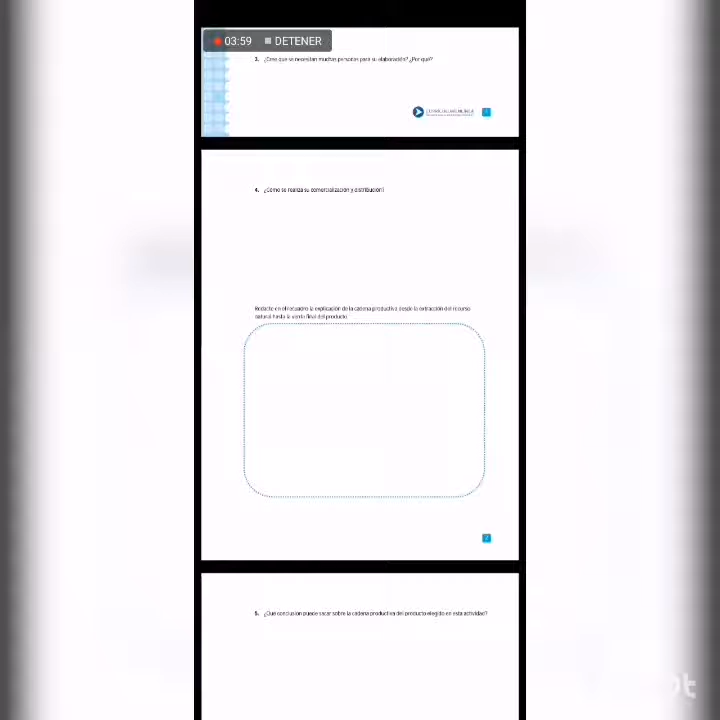 03:59 DETENER
3. ¿Cree que se necesitan muchas personas para su elaboración? ¿Por qué?
4. ¿Cómo se realiza su comercialización y distribución?
Redacte en el recuadro la explicación de la cadena productiva desde la extracción del recurso
natural hasta la venta final del producto.
2
5. ¿Qué conclusión puede sacar sobre la cadena productiva del producto elegido en esta actividad?